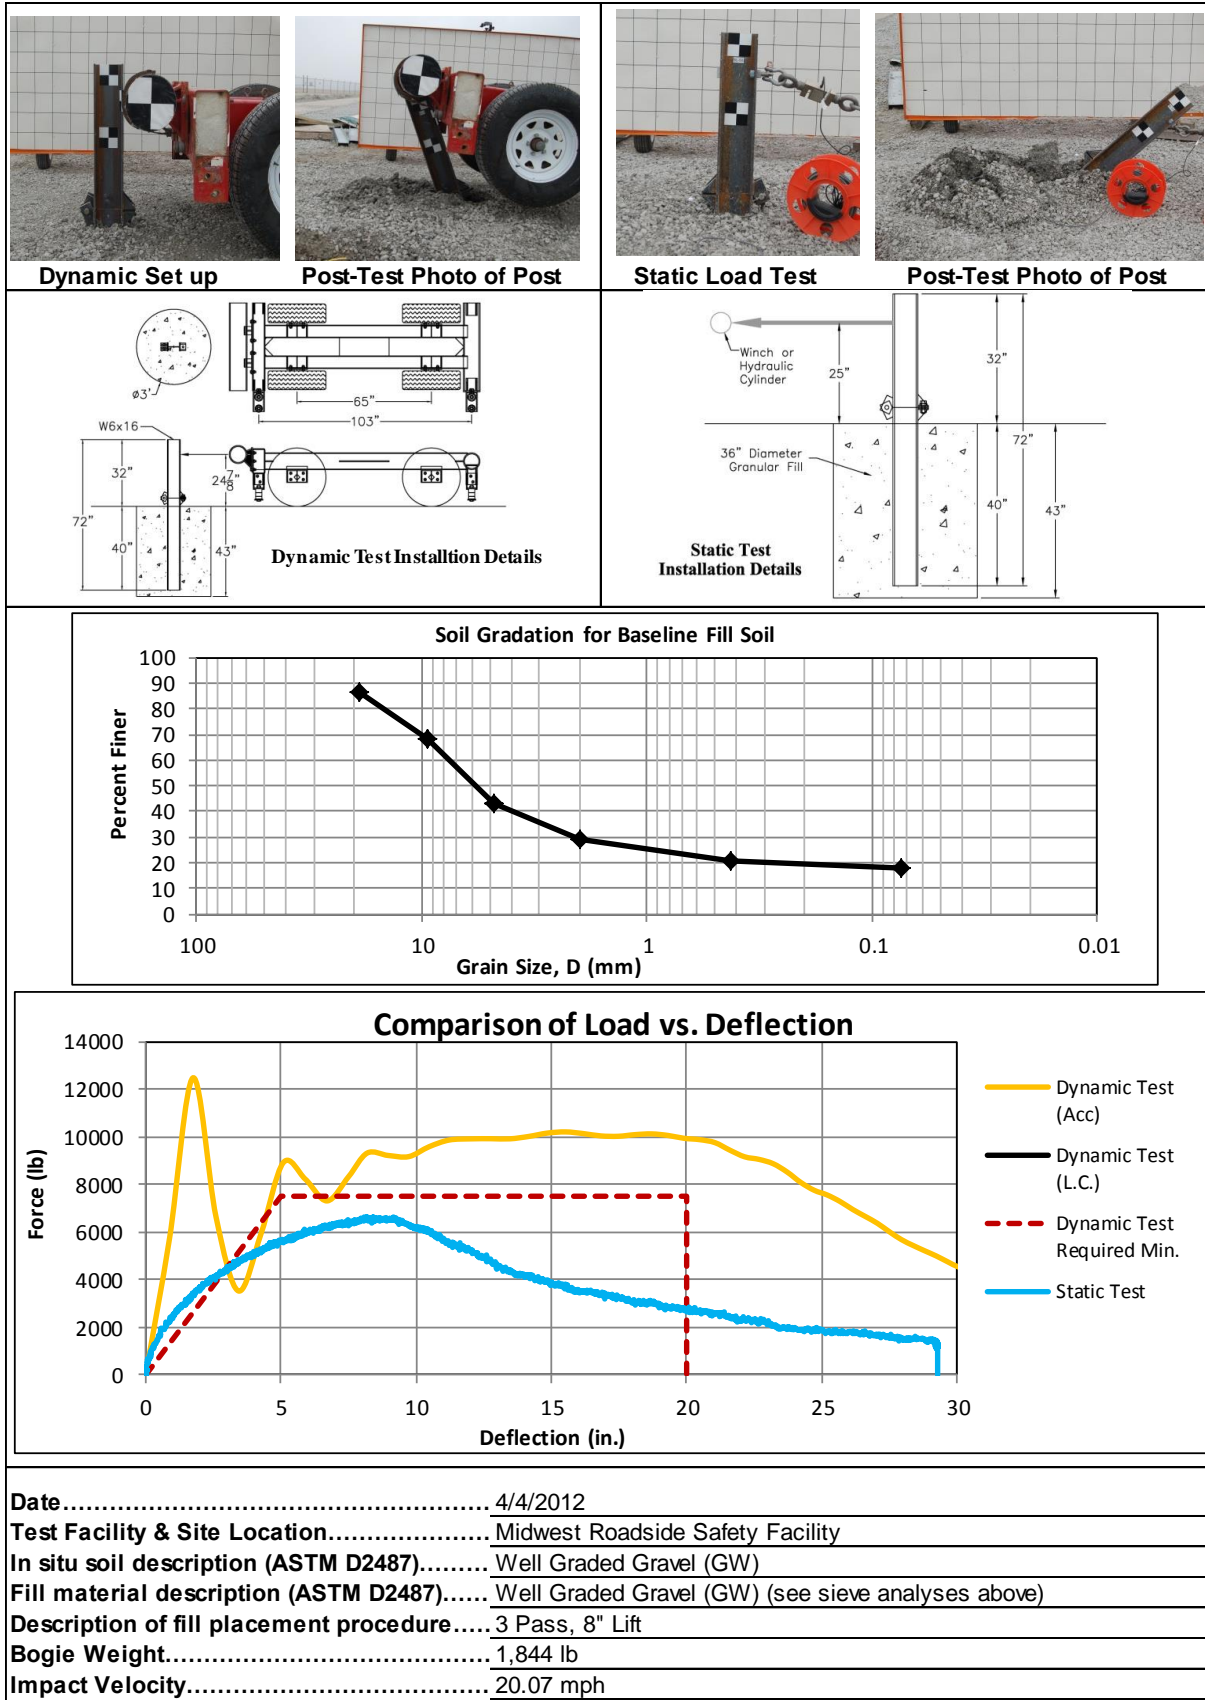 Dynamic Set up
Post-Test Photo of Post
Static Load Test
Post-Test Photo of Post
ø3'
65"
103"
W6x16
32"
24 7/8"
72"
40"
43"
Dynamic Test Installtion Details
Winch or
Hydraulic
Cylinder
25"
32"
72"
36" Diameter
Granular Fill
40"
43"
Static Test
Installation Details
Soil Gradation for Baseline Fill Soil
Percent Finer
100
90
80
70
60
50
40
30
20
10
0
100
10
1
0.1
0.01
Grain Size, D (mm)
Comparison of Load vs. Deflection
Force (lb)
14000
12000
10000
8000
6000
4000
2000
0
0
5
10
15
20
25
30
Deflection (in.)
Dynamic Test
(Acc)
Dynamic Test
(L.C.)
Dynamic Test
Required Min.
Static Test
Date 4/4/2012
Test Facility & Site Location Midwest Roadside Safety Facility
In situ soil description (ASTM D2487) Well Graded Gravel (GW)
Fill material description (ASTM D2487) Well Graded Gravel (GW) (see sieve analyses above)
Description of fill placement procedure 3 Pass, 8" Lift
Bogie Weight 1,844 lb
Impact Velocity 20.07 mph